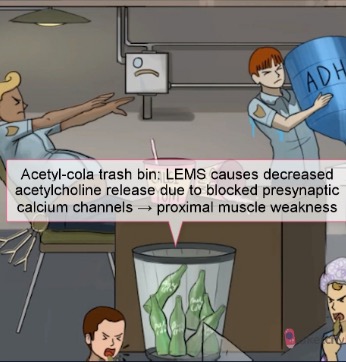 ADH
Acetyl-cola trash bin: LEMS causes decreased
acetylcholine release due to blocked presynaptic
calcium channels → proximal muscle weakness